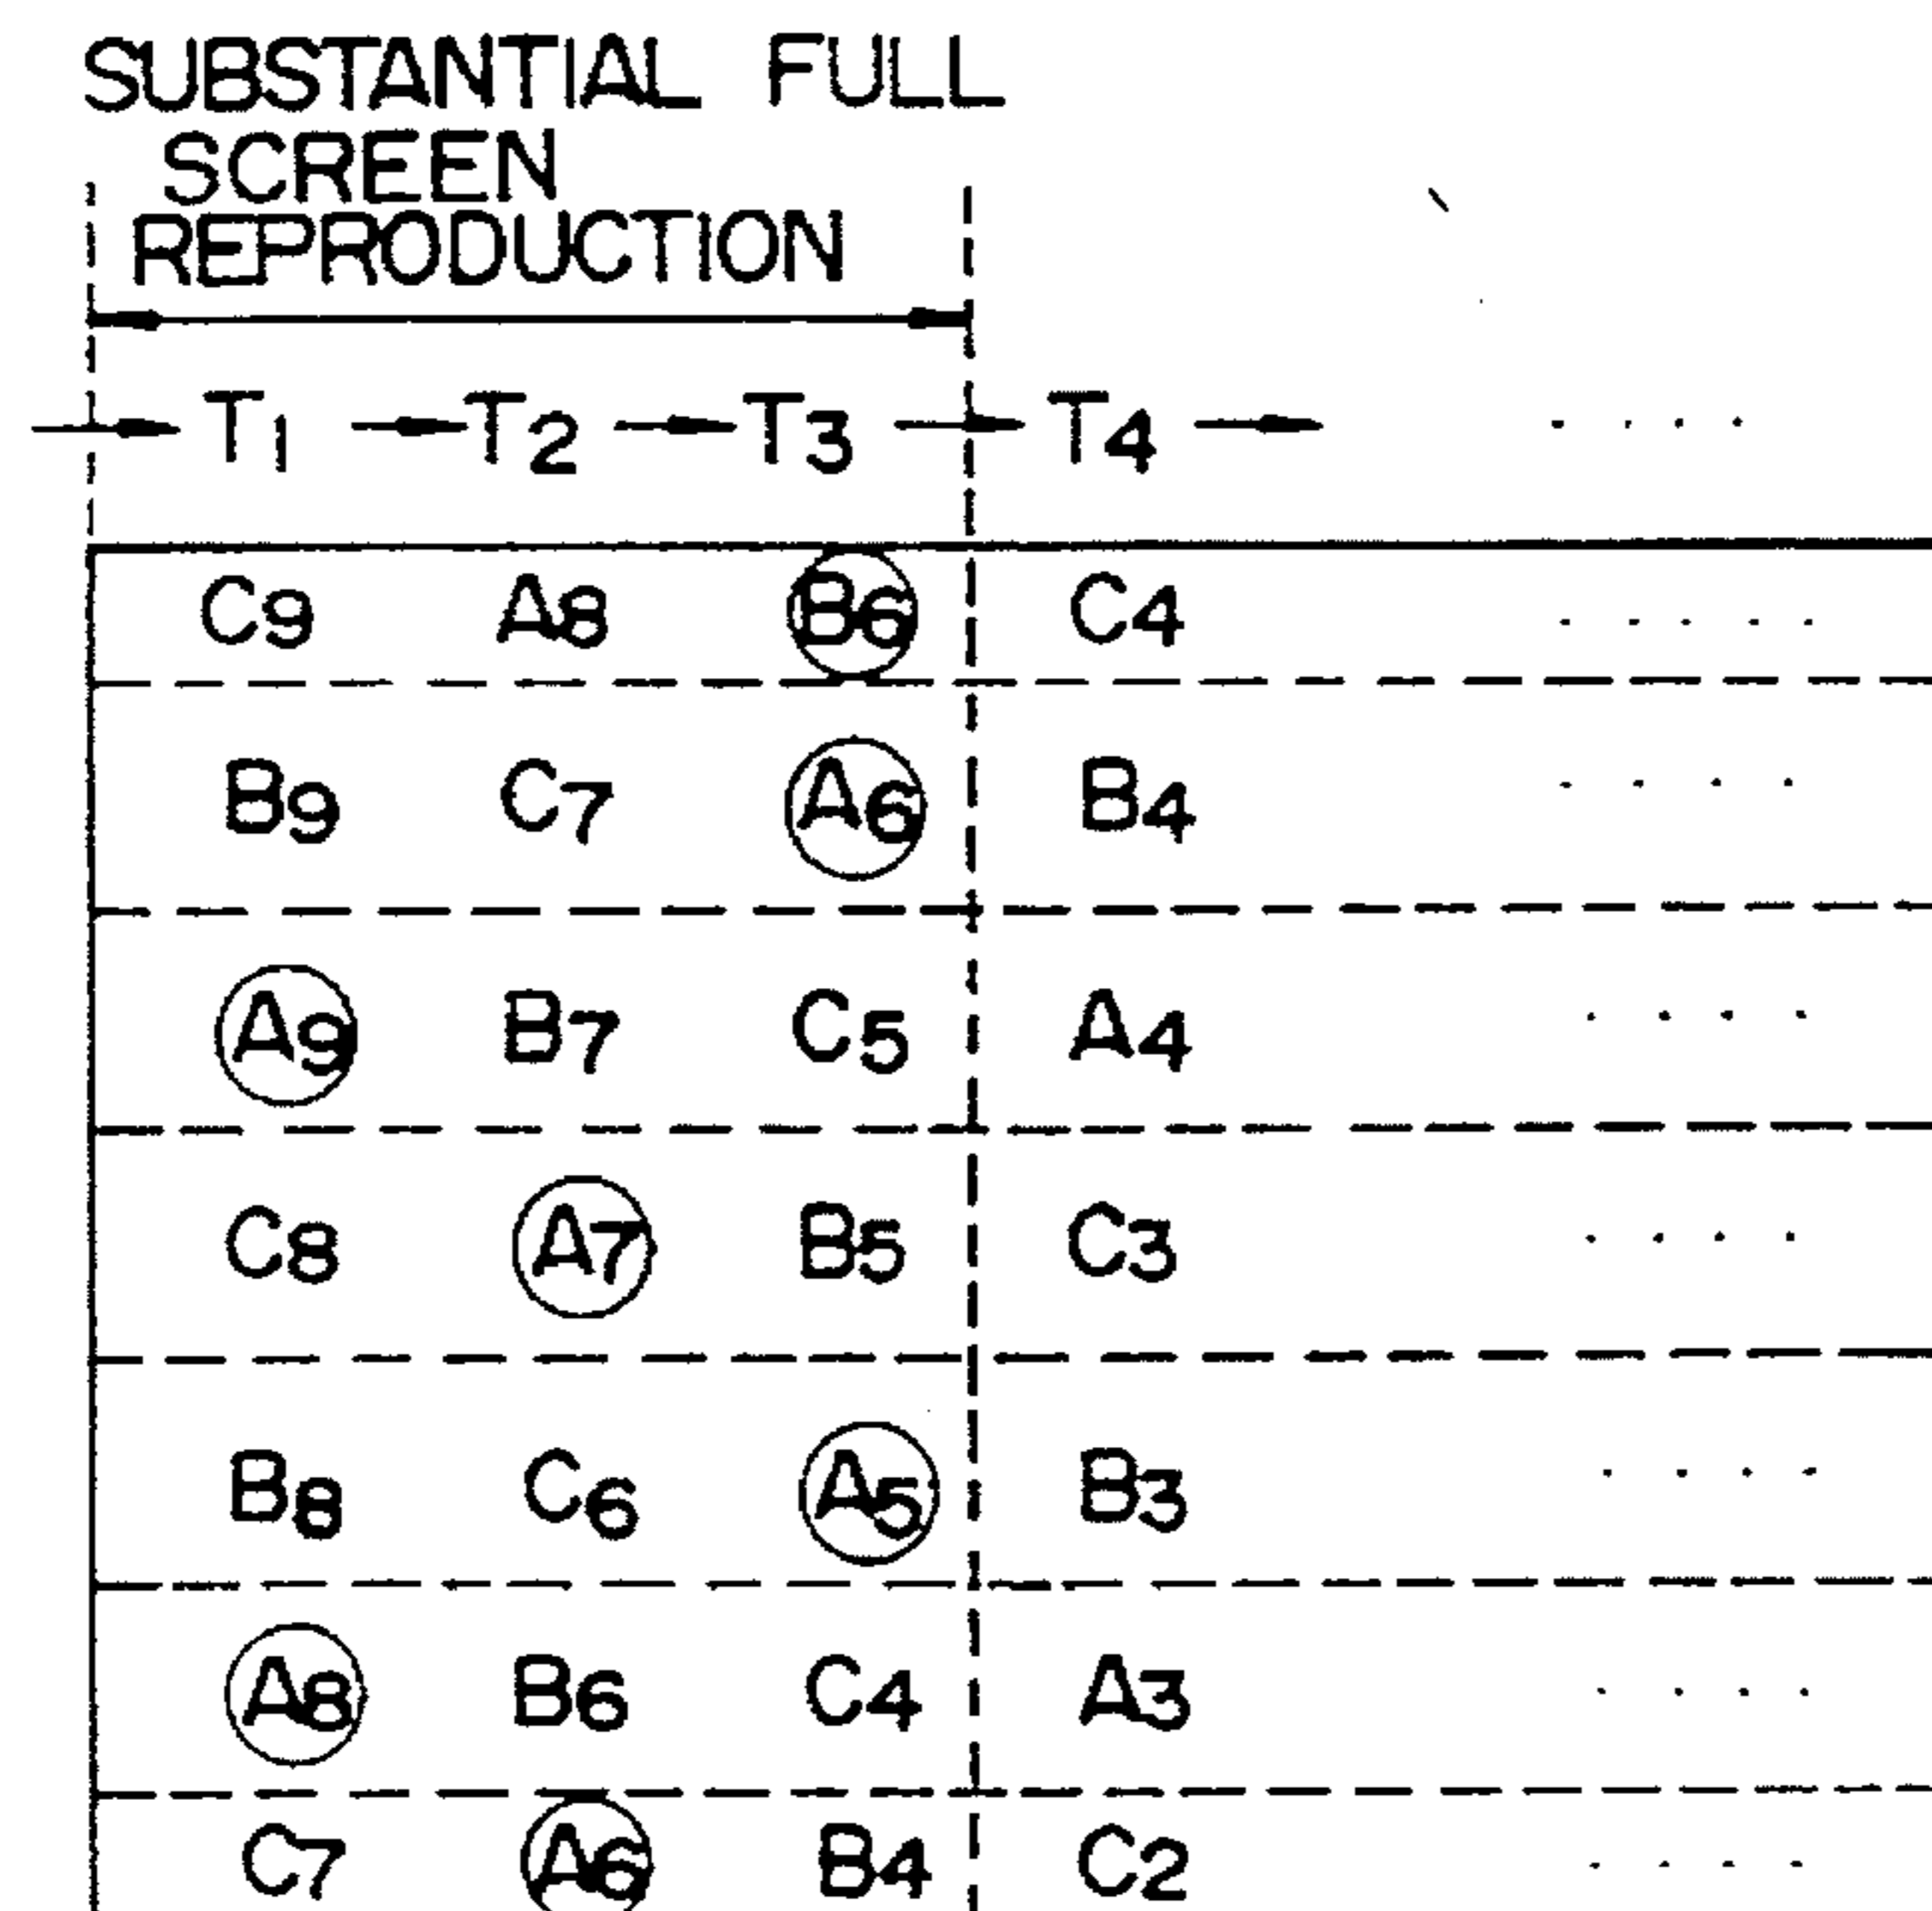 SUBSTANTIAL FULL
SCREEN
REPRODUCTION
T1 T2 T3 T4 ....
C9 A8 B6 C4 .....
B9 C7 A6 B4 ....
A9 B7 C5 A4 ....
C8 A7 B5 C3 ....
B8 C6 A5 B3 ....
A8 B6 C4 A3 ....
C7 A6 B4 C2 ....